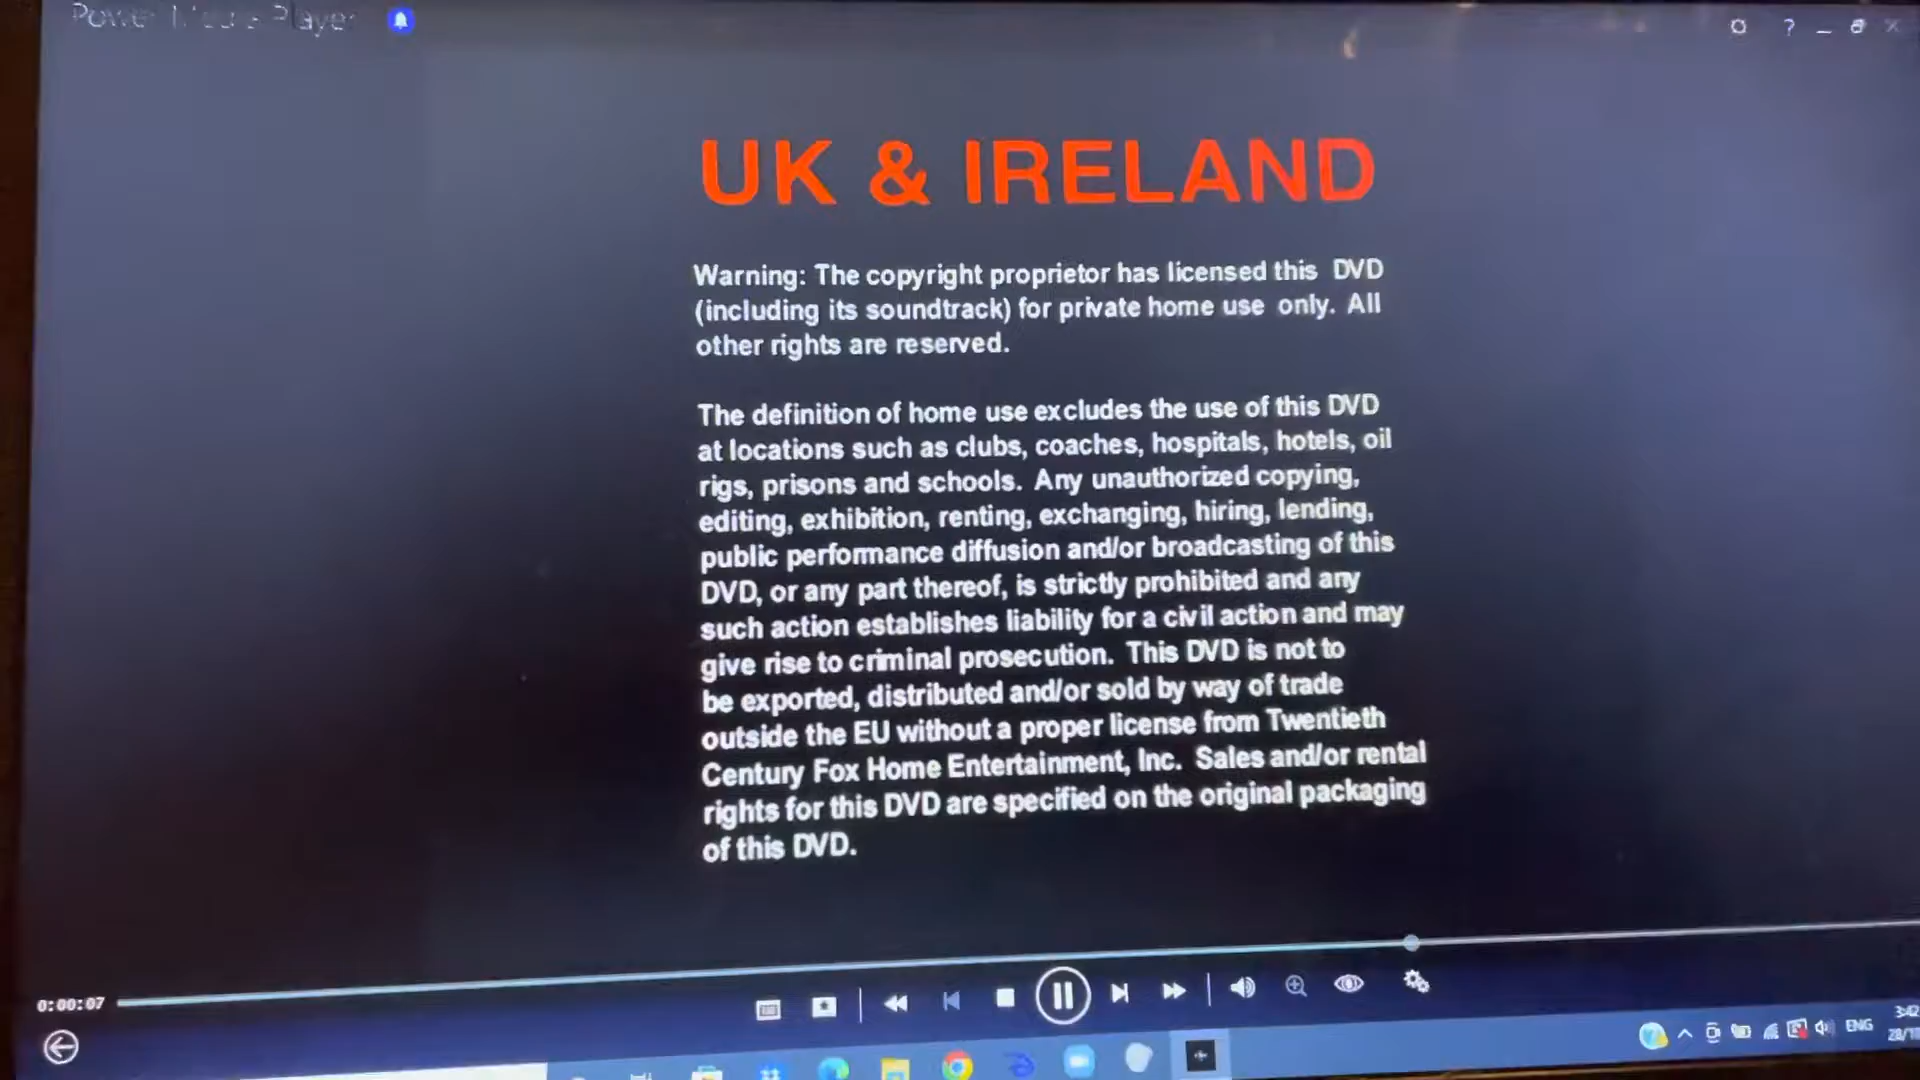 Power Media Player
UK & IRELAND
Warning: The copyright proprietor has licensed this DVD
(including its soundtrack) for private home use only. All
other rights are reserved.
The definition of home use excludes the use of this DVD
at locations such as clubs, coaches, hospitals, hotels, oil
rigs, prisons and schools. Any unauthorized copying,
editing, exhibition, renting, exchanging, hiring, lending,
public performance diffusion and/or broadcasting of this
DVD, or any part thereof, is strictly prohibited and any
such action establishes liability for a civil action and may
give rise to criminal prosecution. This DVD is not to
be exported, distributed and/or sold by way of trade
outside the EU without a proper license from Twentieth
Century Fox Home Entertainment, Inc. Sales and/or rental
rights for this DVD are specified on the original packaging
of this DVD.
0:00:07
ENG
3:42